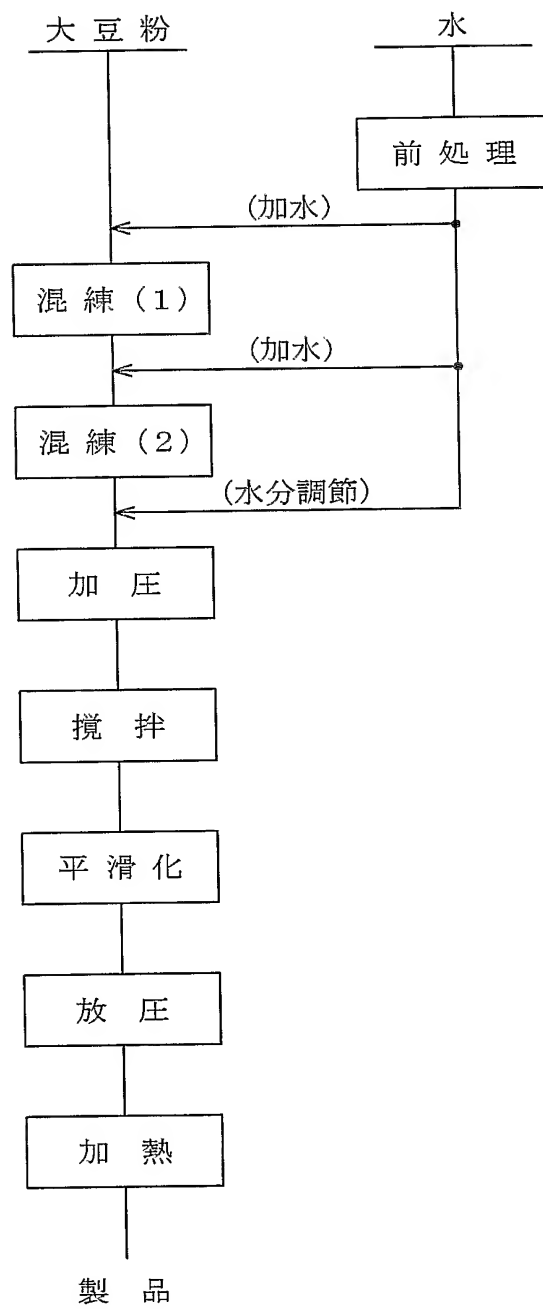 大豆粉
水
前処理
(加水)
混練(1)
(加水)
混練(2)
(水分調節)
加圧
撹拌
平滑化
放圧
加熱
製品